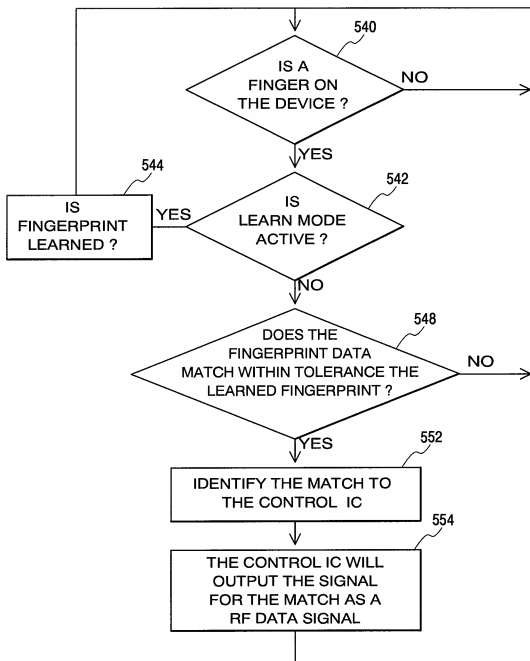 540
IS A
FINGER ON
THE DEVICE ?
NO
YES
544
542
IS
FINGERPRINT
LEARNED ?
YES
IS
LEARN MODE
ACTIVE ?
NO
548
DOES THE
FINGERPRINT DATA
MATCH WITHIN TOLERANCE THE
LEARNED FINGERPRINT ?
NO
YES
552
IDENTIFY THE MATCH TO
THE CONTROL IC
554
THE CONTROL IC WILL
OUTPUT THE SIGNAL
FOR THE MATCH AS A
RF DATA SIGNAL